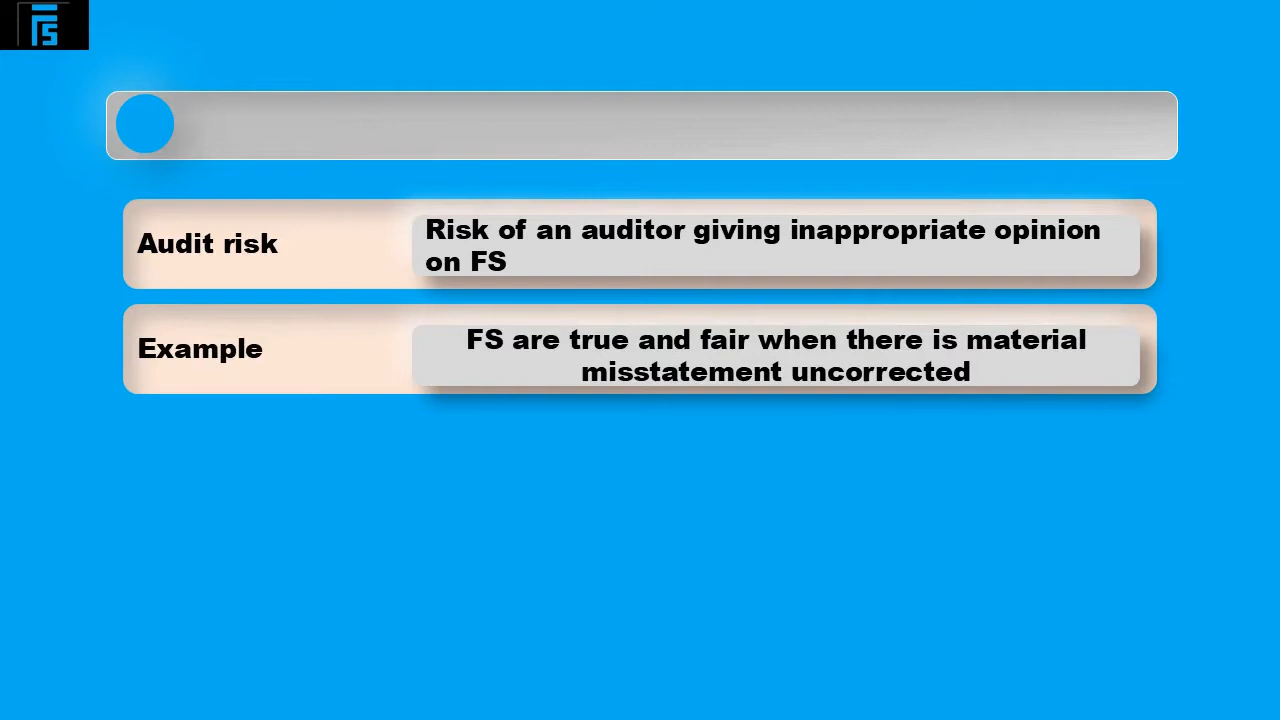 FS
Audit risk
Risk of an auditor giving inappropriate opinion
on FS
Example
FS are true and fair when there is material
misstatement uncorrected